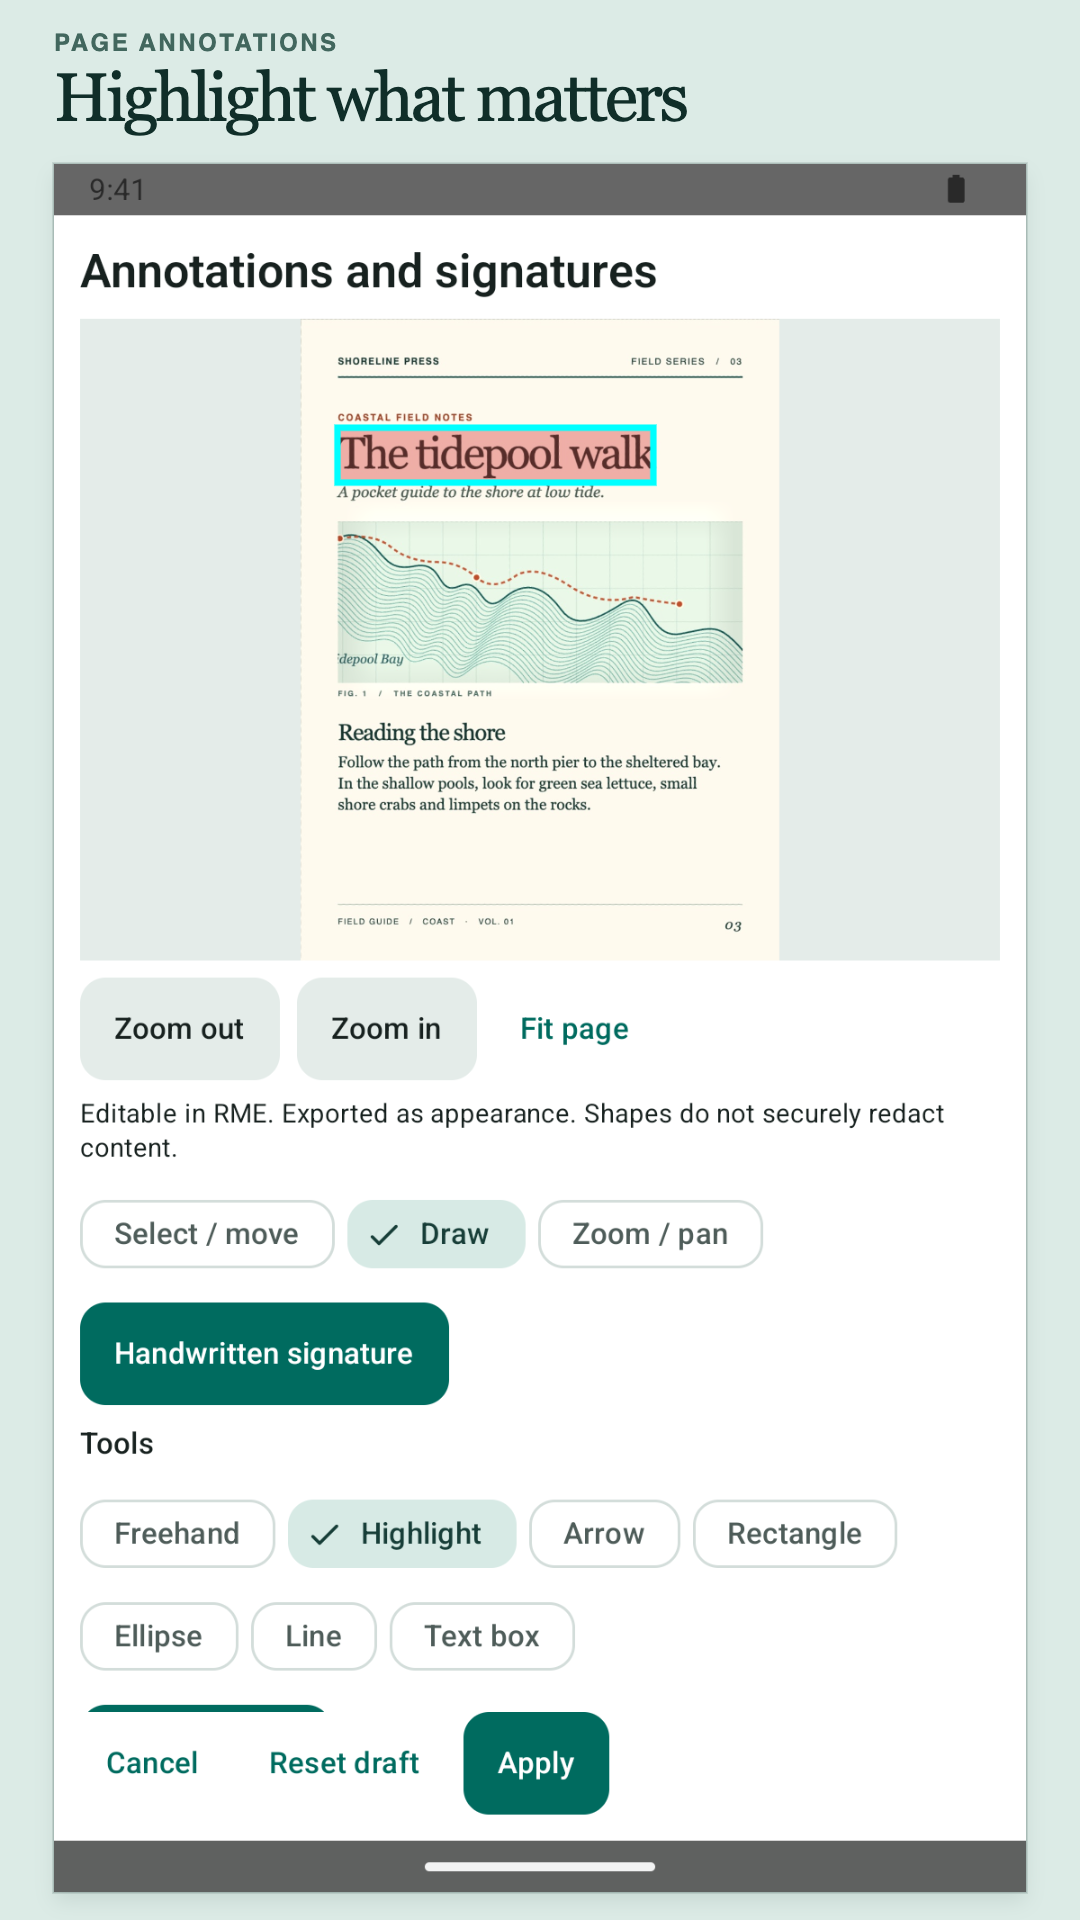 PAGE ANNOTATIONS
Highlight what matters
9:41
Annotations and signatures
SHORELINE PRESS
FIELD SERIES / 03
COASTAL FIELD NOTES
The tidepool walk
A pocket guide to the shore at low tide.
depool Bay
FIG. 1 / THE COASTAL PATH
Reading the shore
Follow the path from the north pier to the sheltered bay.
In the shallow pools, look for green sea lettuce, small
shore crabs and limpets on the rocks.
FIELD GUIDE / COAST · VOL. 01
03
Zoom out
Zoom in
Fit page
Editable in RME. Exported as appearance. Shapes do not securely redact
content.
Select / move
Draw
Zoom / pan
Handwritten signature
Tools
Freehand
Highlight
Arrow
Rectangle
Ellipse
Line
Text box
Cancel
Reset draft
Apply